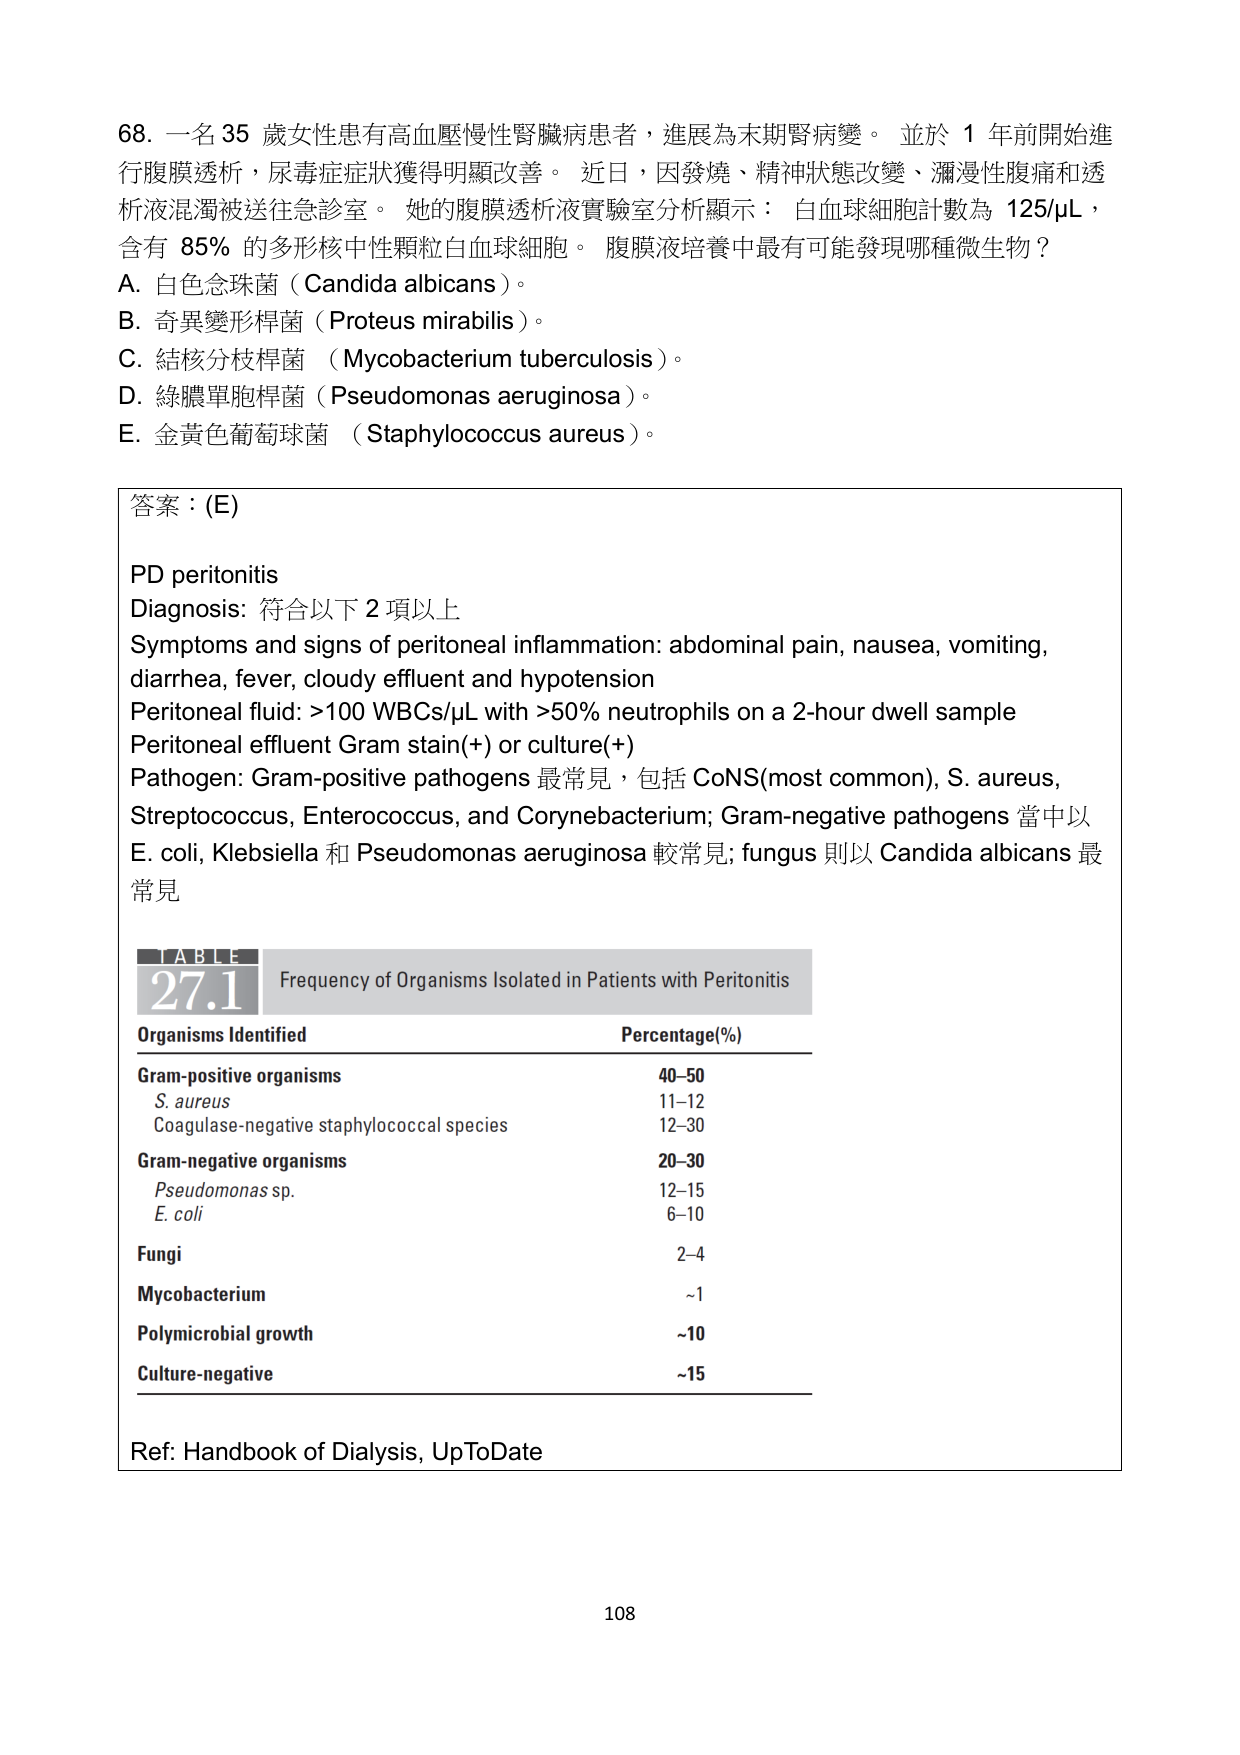 68. 一名 35 歲女性患有高血壓慢性腎臟病患者，進展為末期腎病變。 並於 1 年前開始進
行腹膜透析，尿毒症症狀獲得明顯改善。 近日，因發燒、精神狀態改變、瀰漫性腹痛和透
析液混濁被送往急診室。 她的腹膜透析液實驗室分析顯示： 白血球細胞計數為 125/μL，
含有 85% 的多形核中性顆粒白血球細胞。 腹膜液培養中最有可能發現哪種微生物？
A. 白色念珠菌（Candida albicans）。
B. 奇異變形桿菌（Proteus mirabilis）。
C. 結核分枝桿菌 （Mycobacterium tuberculosis）。
D. 綠膿單胞桿菌（Pseudomonas aeruginosa）。
E. 金黃色葡萄球菌 （Staphylococcus aureus）。
答案：(E)
PD peritonitis
Diagnosis: 符合以下 2 項以上
Symptoms and signs of peritoneal inflammation: abdominal pain, nausea, vomiting,
diarrhea, fever, cloudy effluent and hypotension
Peritoneal fluid: >100 WBCs/μL with >50% neutrophils on a 2-hour dwell sample
Peritoneal effluent Gram stain(+) or culture(+)
Pathogen: Gram-positive pathogens 最常見，包括 CoNS(most common), S. aureus,
Streptococcus, Enterococcus, and Corynebacterium; Gram-negative pathogens 當中以
E. coli, Klebsiella 和 Pseudomonas aeruginosa 較常見; fungus 則以 Candida albicans 最
常見
TABLE
27.1 Frequency of Organisms Isolated in Patients with Peritonitis
Organisms Identified Percentage(%)
Gram-positive organisms 40–50
S. aureus 11–12
Coagulase-negative staphylococcal species 12–30
Gram-negative organisms 20–30
Pseudomonas sp. 12–15
E. coli 6–10
Fungi 2–4
Mycobacterium ~1
Polymicrobial growth ~10
Culture-negative ~15
Ref: Handbook of Dialysis, UpToDate
108